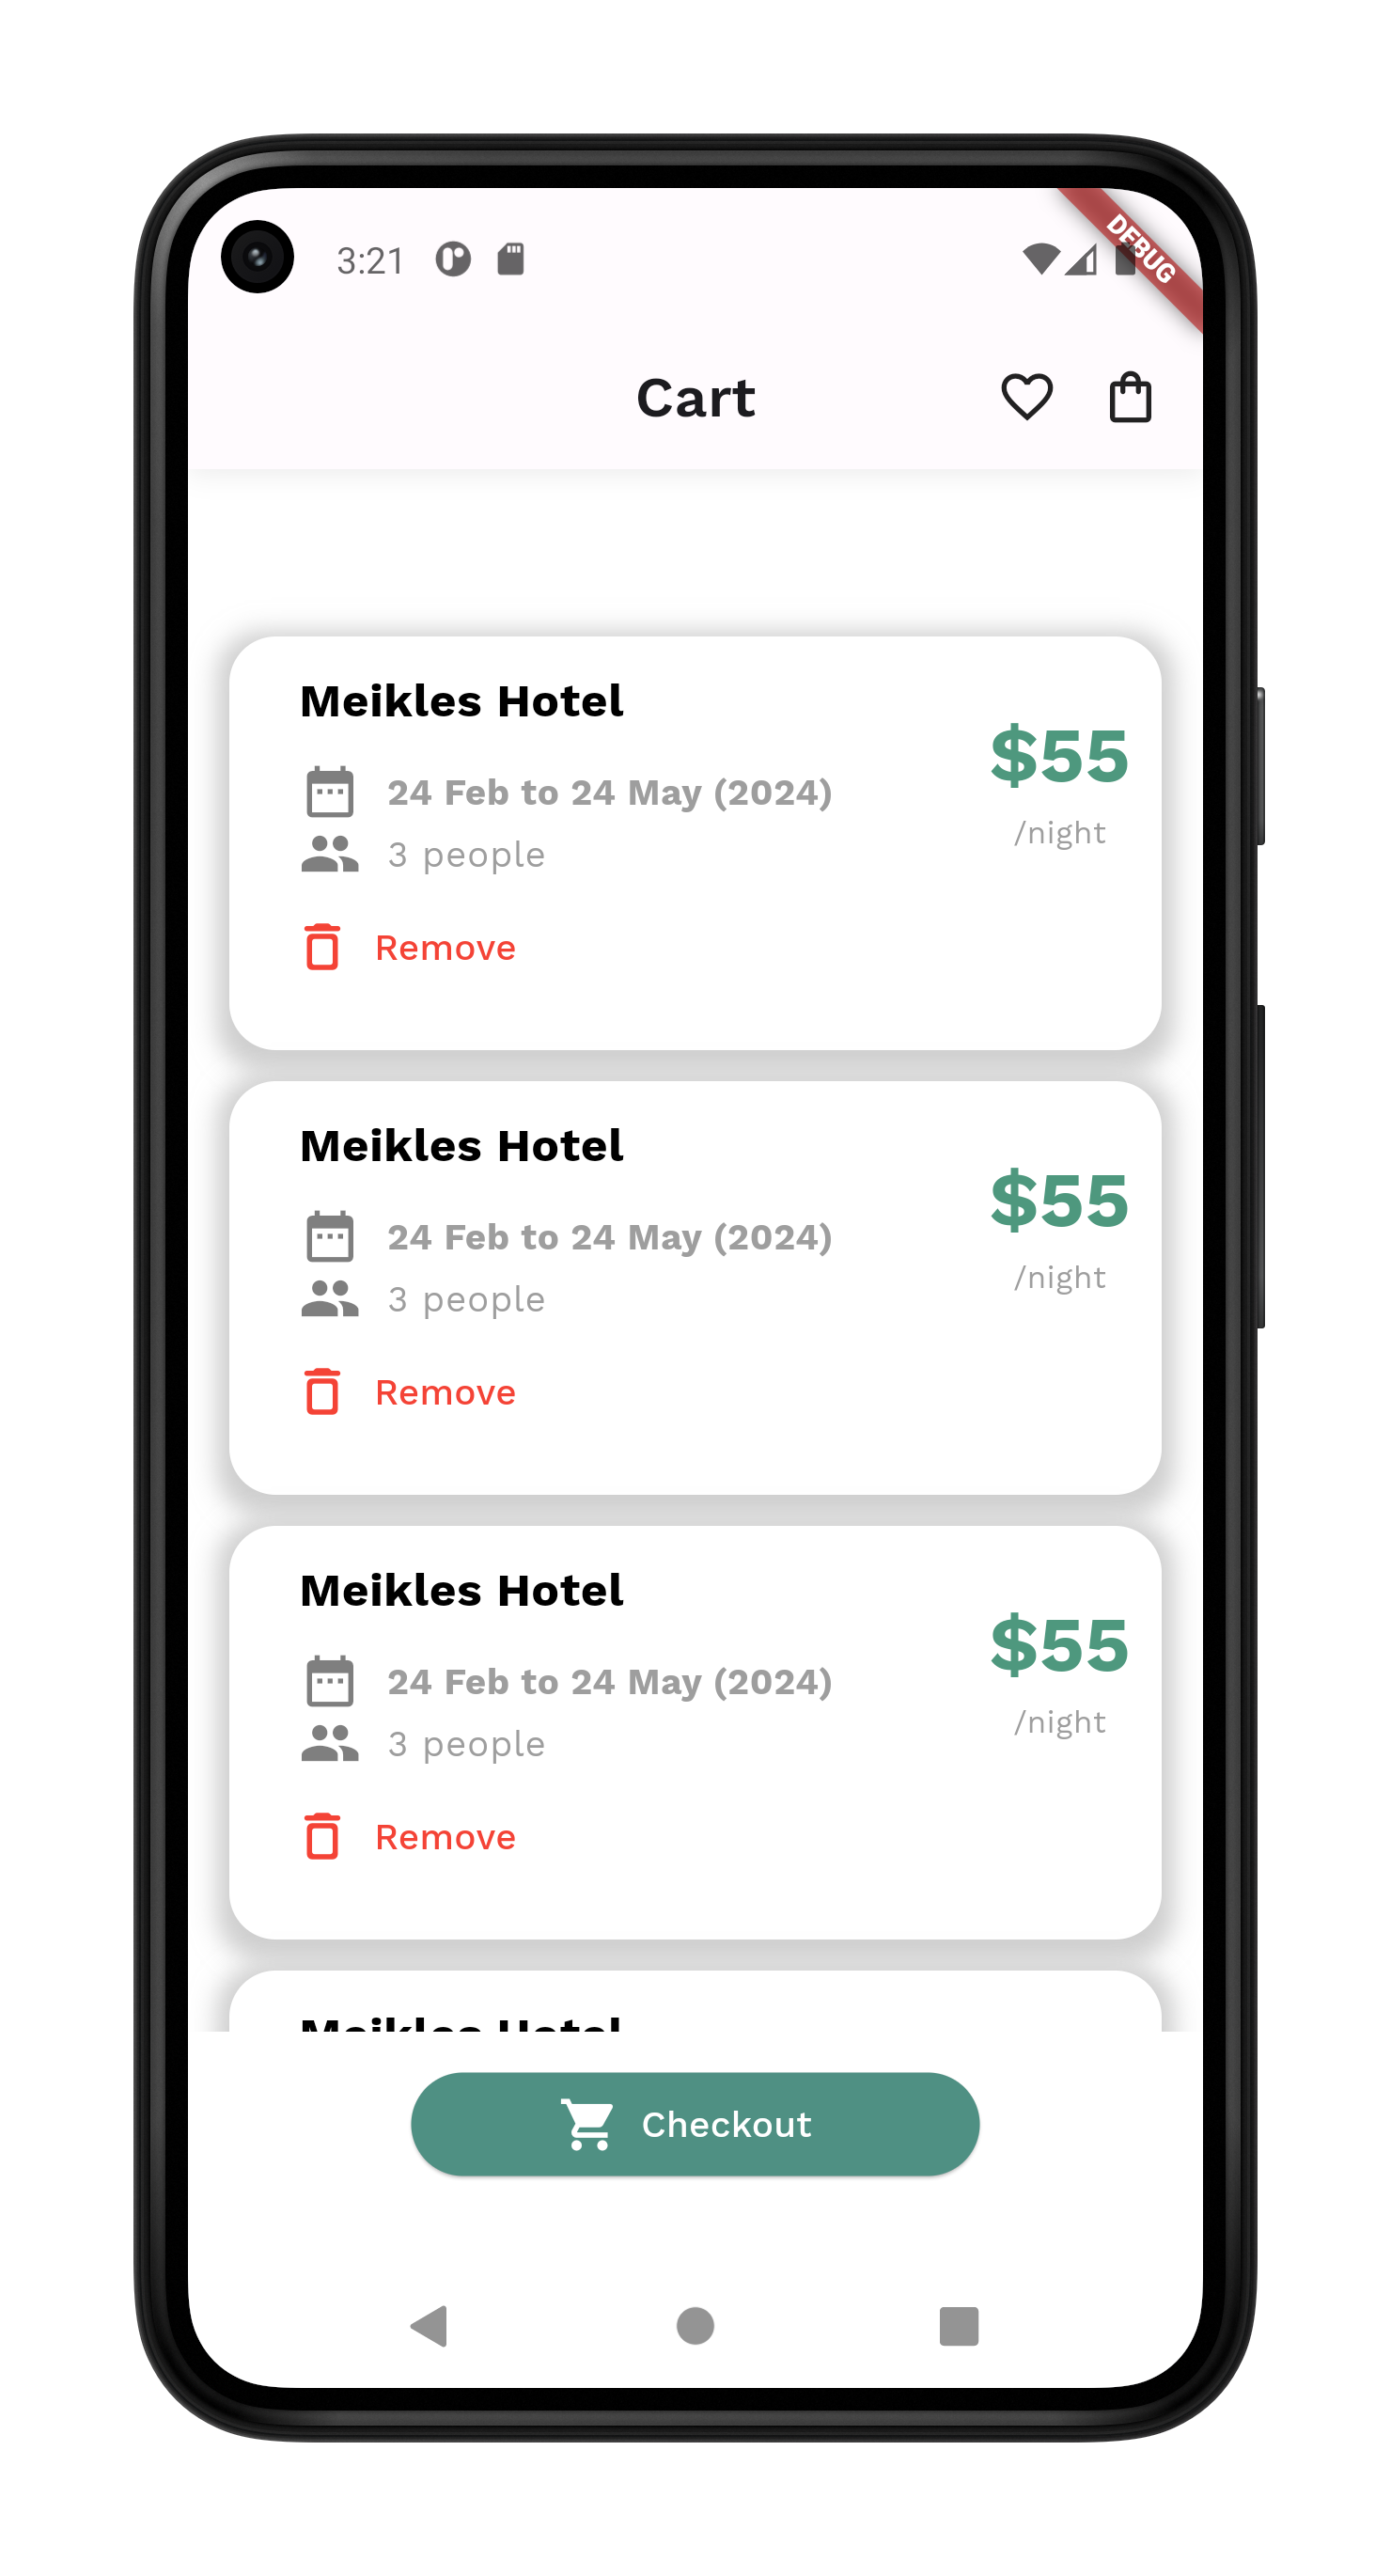 3:21
DEBUG
Cart
Meikles Hotel
$55
24 Feb to 24 May (2024)
/night
3 people
Remove
Meikles Hotel
$55
24 Feb to 24 May (2024)
/night
3 people
Remove
Meikles Hotel
$55
24 Feb to 24 May (2024)
/night
3 people
Remove
Meikles Hotel
Checkout